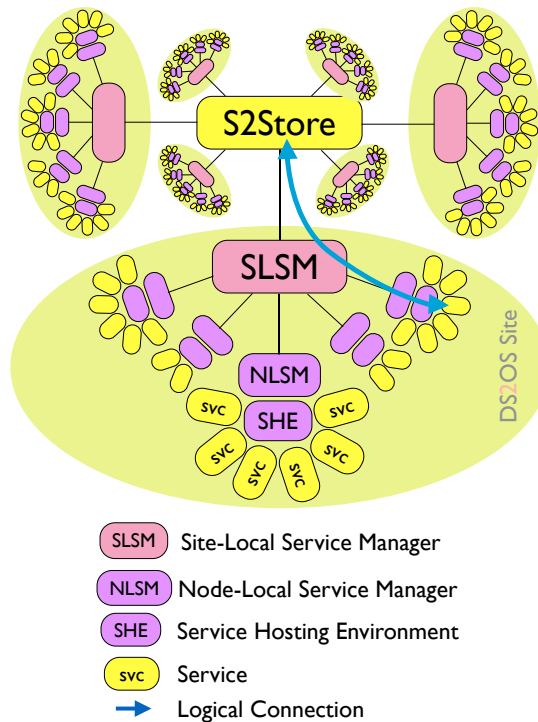 S2Store
SLSM
NLSM
SHE
svc
svc
svc
svc
svc
svc
DS2OS Site
SLSM Site-Local Service Manager
NLSM Node-Local Service Manager
SHE Service Hosting Environment
svc Service
Logical Connection